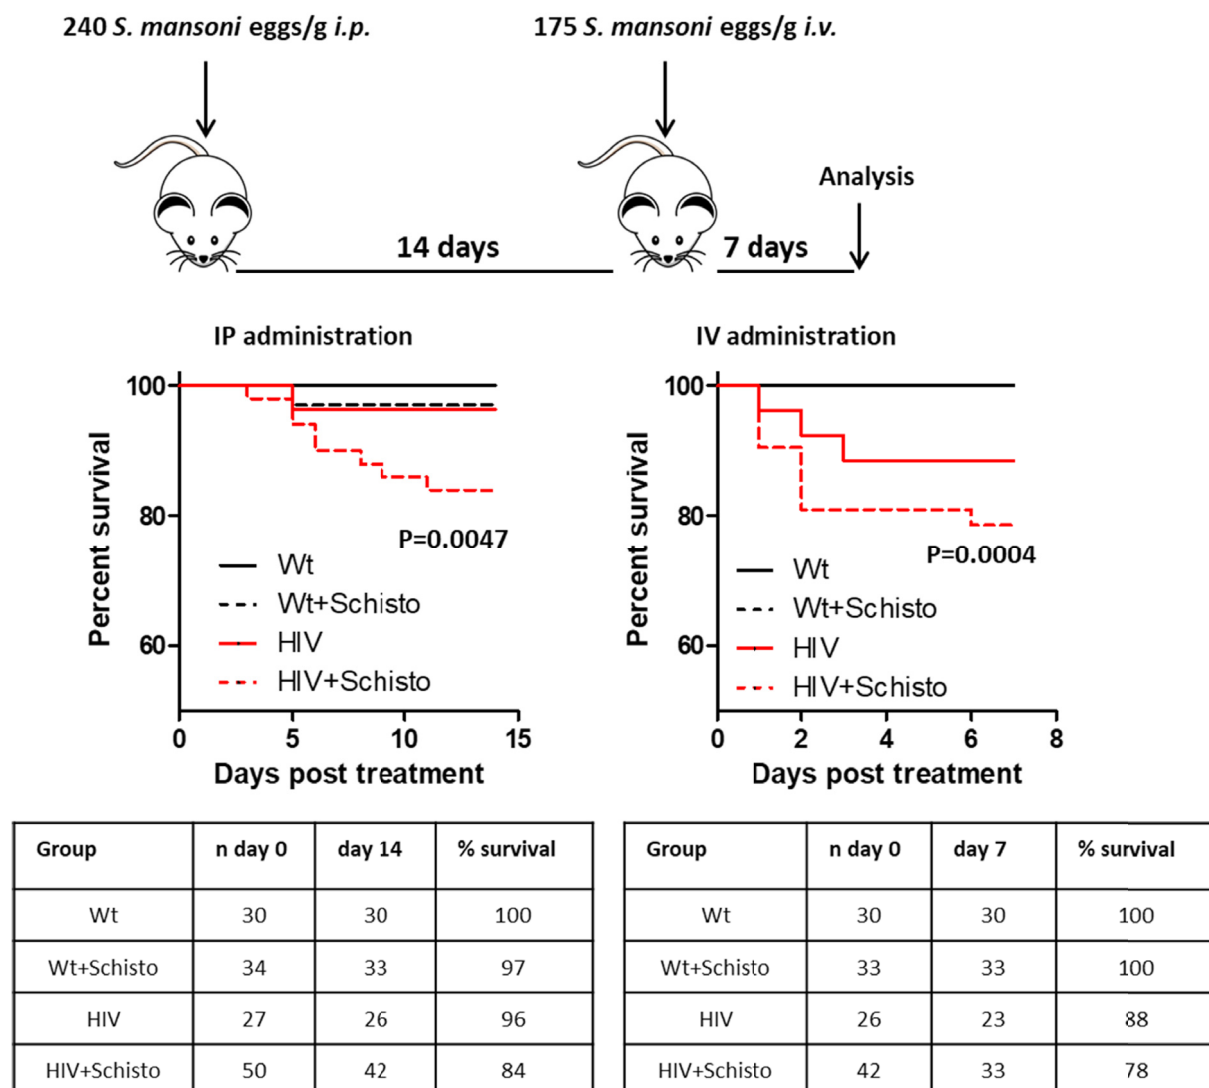 240 S. mansoni eggs/g i.p.
175 S. mansoni eggs/g i.v.
Analysis
14 days
7 days
IP administration
100
80
60
Percent survival
P=0.0047
Wt
Wt+Schisto
HIV
HIV+Schisto
0 5 10 15
Days post treatment
IV administration
100
80
60
Percent survival
P=0.0004
Wt
Wt+Schisto
HIV
HIV+Schisto
0 2 4 6 8
Days post treatment
Group n day 0 day 14 % survival
Wt 30 30 100
Wt+Schisto 34 33 97
HIV 27 26 96
HIV+Schisto 50 42 84
Group n day 0 day 7 % survival
Wt 30 30 100
Wt+Schisto 33 33 100
HIV 26 23 88
HIV+Schisto 42 33 78